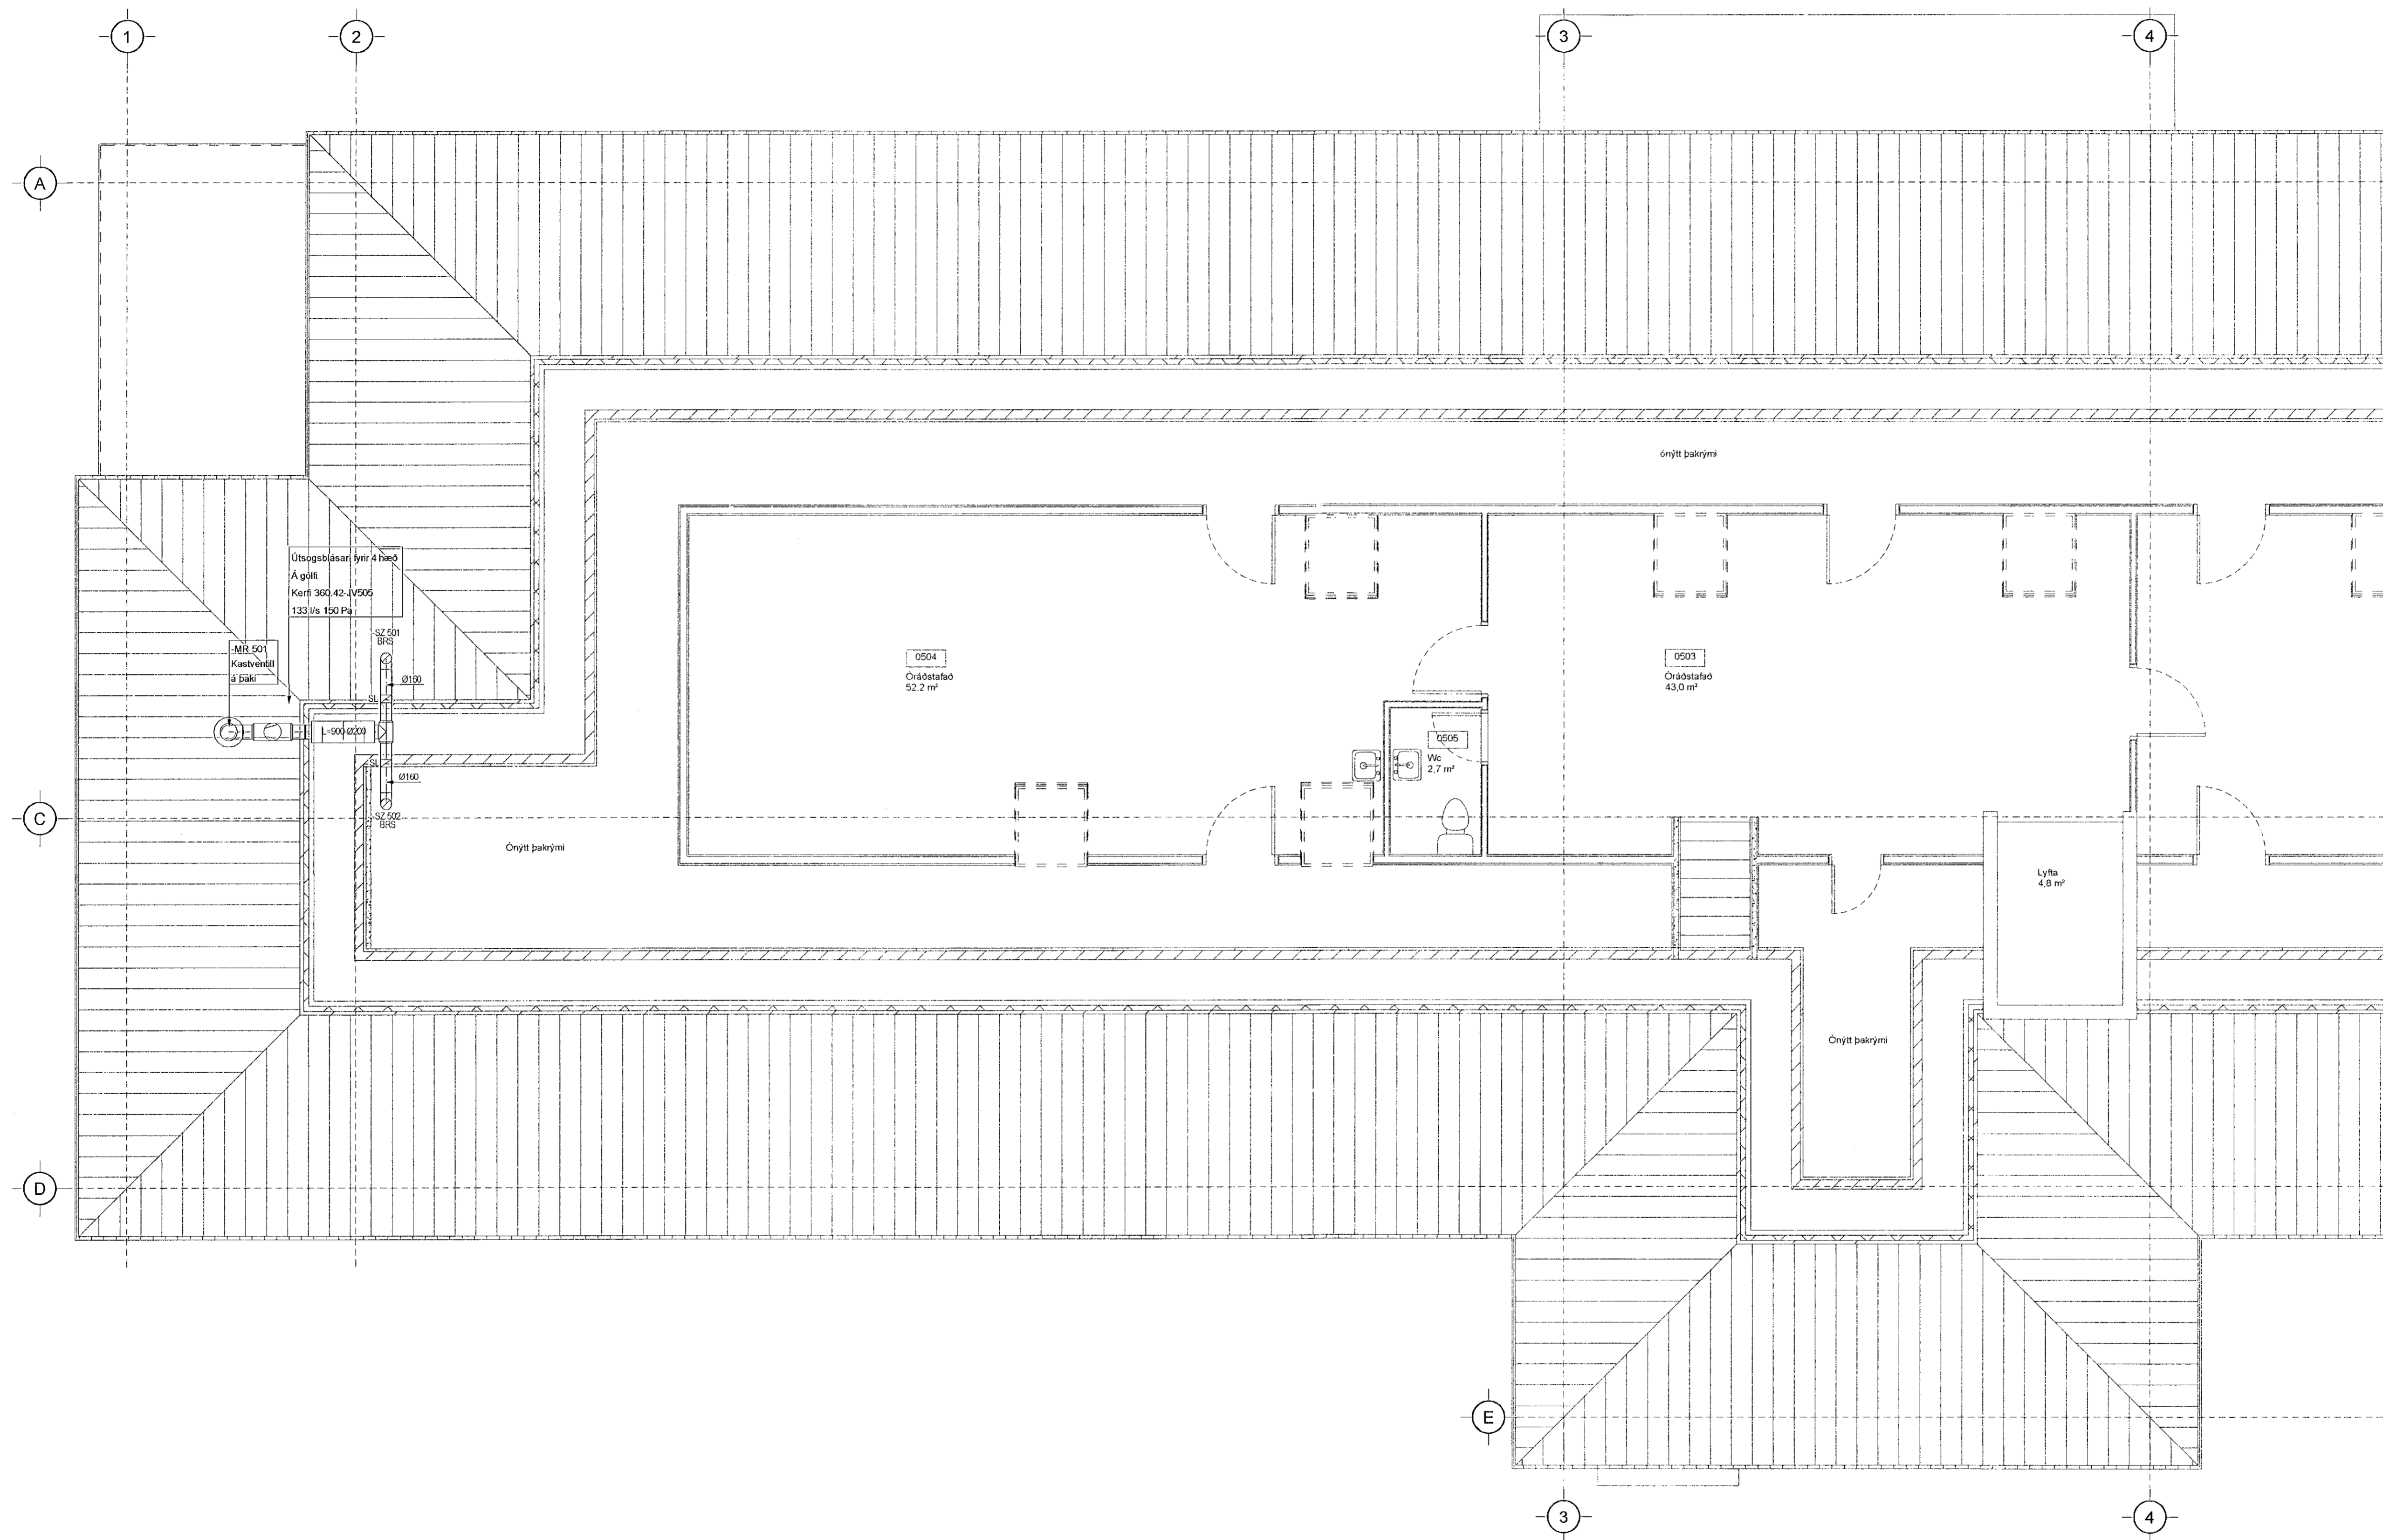 1
2
3
4
A
ónýtt þakrými
Útsogsblásari fyrir 4 hæð
Á gólfi
Kerfi 360.42-JV505
133 l/s 150 Pa
-SZ 501
BRS
-MR 501
Kastventill
á þaki
Ø160
SL
L=900 Ø200
SL
Ø160
-SZ 502
BRS
0504
Óráðstafað
52.2 m²
0503
Óráðstafað
43,0 m²
0505
Wc
2,7 m²
C
Ónýtt þakrými
Lyfta
4,8 m²
Ónýtt þakrými
D
E
3
4